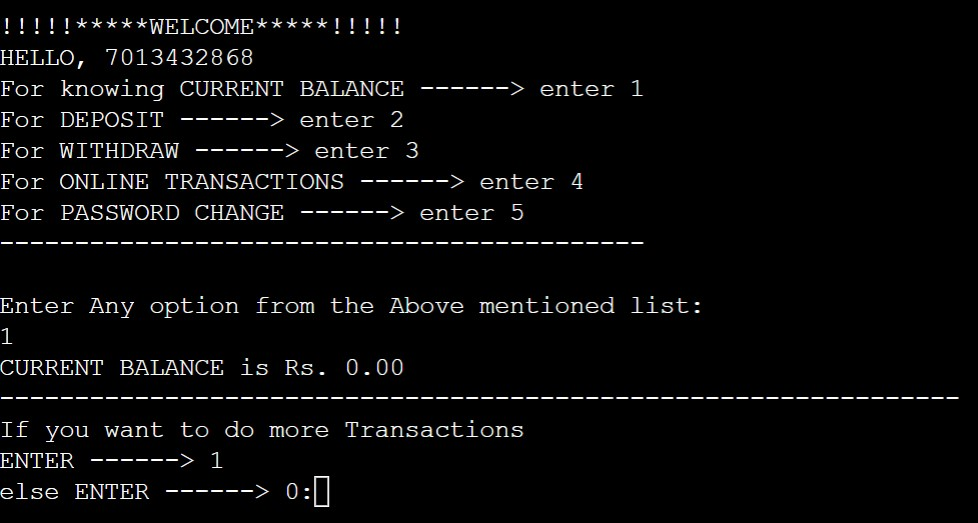 !!!!!*****WELCOME*****!!!!!
HELLO, 7013432868
For knowing CURRENT BALANCE ------> enter 1
For DEPOSIT ------> enter 2
For WITHDRAW ------> enter 3
For ONLINE TRANSACTIONS ------> enter 4
For PASSWORD CHANGE ------> enter 5
-------------------------------------------
Enter Any option from the Above mentioned list:
1
CURRENT BALANCE is Rs. 0.00
----------------------------------------------------------------
If you want to do more Transactions
ENTER ------> 1
else ENTER ------> 0: